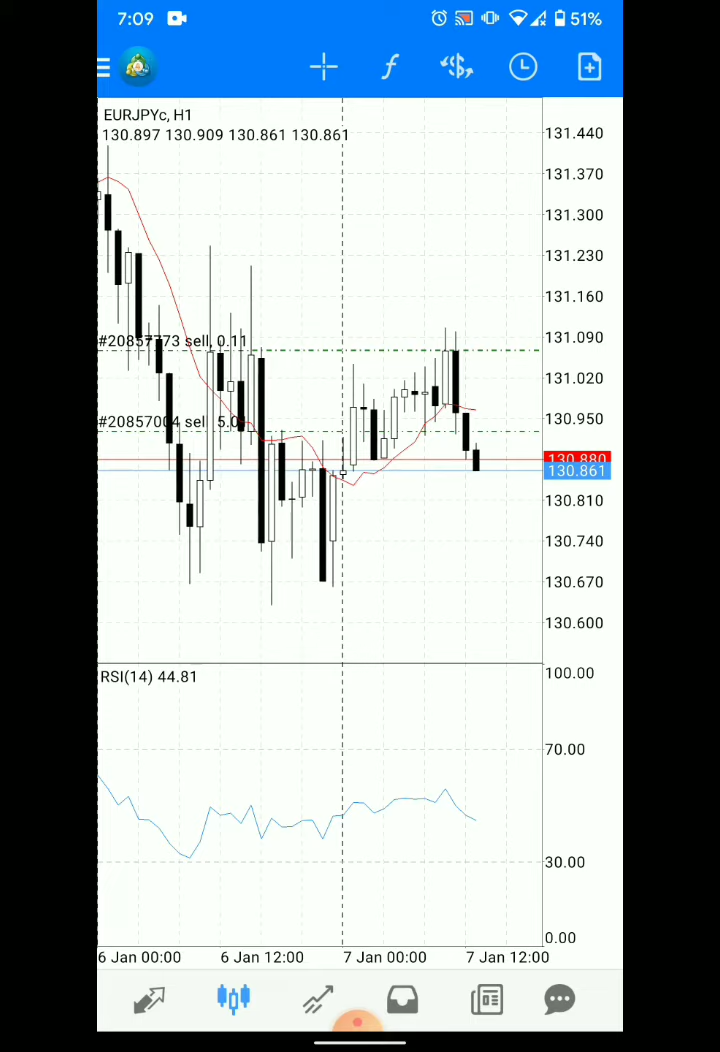 7:09 51%
f
EURJPYc, H1
130.897 130.909 130.861 130.861
131.440
131.370
131.300
131.230
131.160
131.090
#20857773 sell, 0.11
131.020
130.950
#20857004 sell, 5.0
130.880
130.861
130.810
130.740
130.670
130.600
RSI(14) 44.81
100.00
70.00
30.00
0.00
6 Jan 00:00 6 Jan 12:00 7 Jan 00:00 7 Jan 12:00